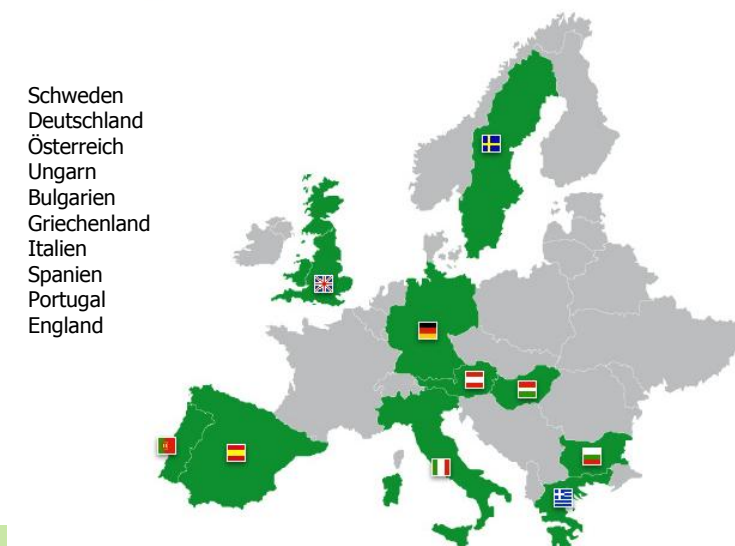 Schweden
Deutschland
Österreich
Ungarn
Bulgarien
Griechenland
Italien
Spanien
Portugal
England